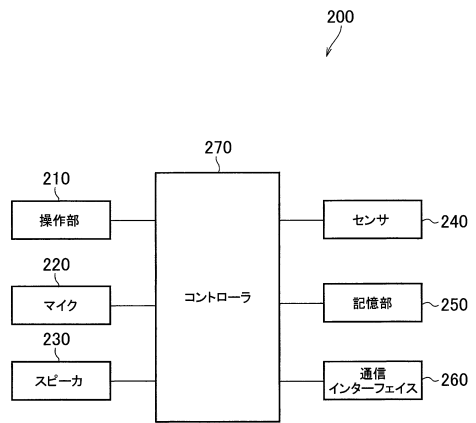 200
270
210
操作部
センサ
240
220
マイク
コントローラ
記憶部
250
230
スピーカ
通信
インターフェイス
260